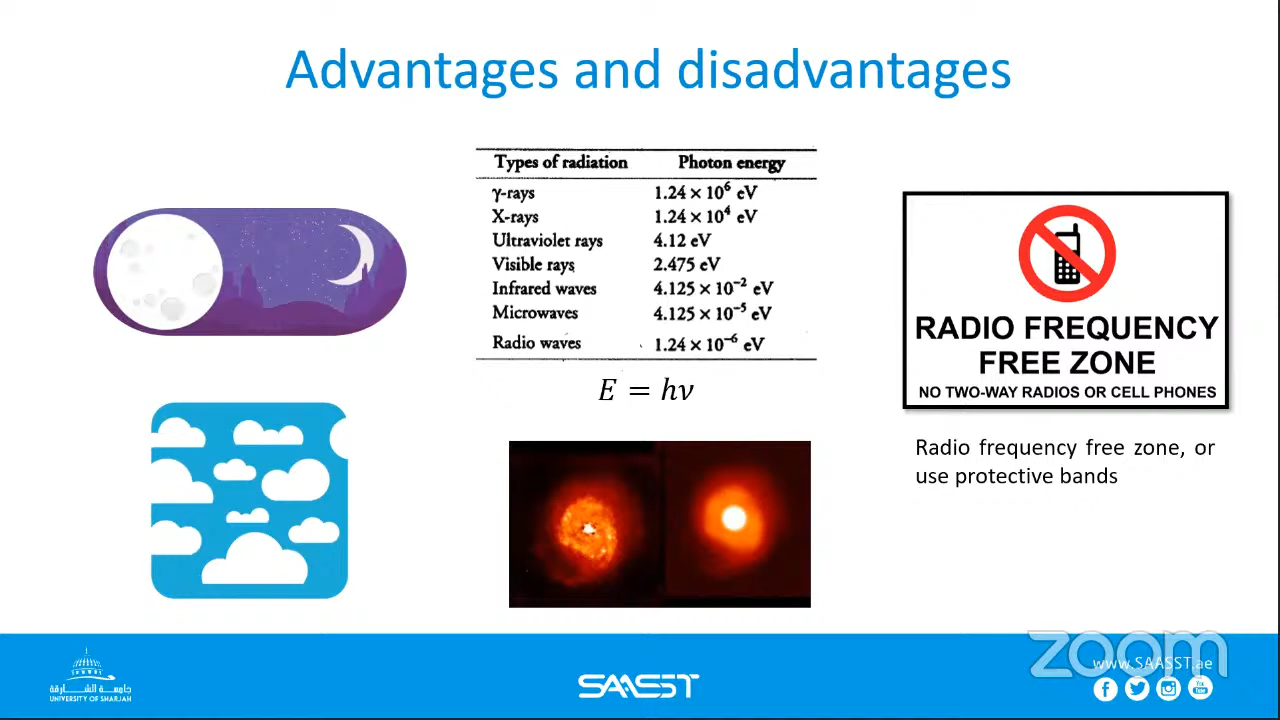 Advantages and disadvantages
Types of radiation Photon energy
γ-rays 1.24 × 10⁶ eV
X-rays 1.24 × 10⁴ eV
Ultraviolet rays 4.12 eV
Visible rays 2.475 eV
Infrared waves 4.125 × 10⁻² eV
Microwaves 4.125 × 10⁻⁵ eV
Radio waves 1.24 × 10⁻⁶ eV
E = hν
RADIO FREQUENCY
FREE ZONE
NO TWO-WAY RADIOS OR CELL PHONES
Radio frequency free zone, or
use protective bands
جامعة الشارقة
UNIVERSITY OF SHARJAH
SAASST
zoom
www.SAASST.ae
You
Tube